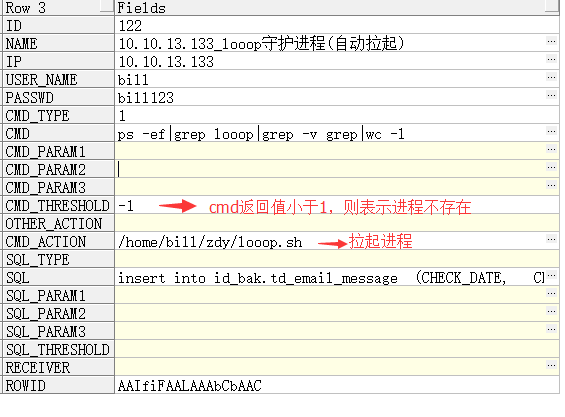 Row 3 Fields
ID 122
NAME 10.10.13.133_looop守护进程(自动拉起)
IP 10.10.13.133
USER_NAME bill
PASSWD bill123
CMD_TYPE 1
CMD ps -ef|grep looop|grep -v grep|wc -l
CMD_PARAM1
CMD_PARAM2
CMD_PARAM3
CMD_THRESHOLD -1 cmd返回值小于1，则表示进程不存在
OTHER_ACTION
CMD_ACTION /home/bill/zdy/looop.sh 拉起进程
SQL_TYPE
SQL insert into id_bak.td_email_message (CHECK_DATE,
SQL_PARAM1
SQL_PARAM2
SQL_PARAM3
SQL_THRESHOLD
RECEIVER
ROWID AAIfiFAALAAAbCbAAC